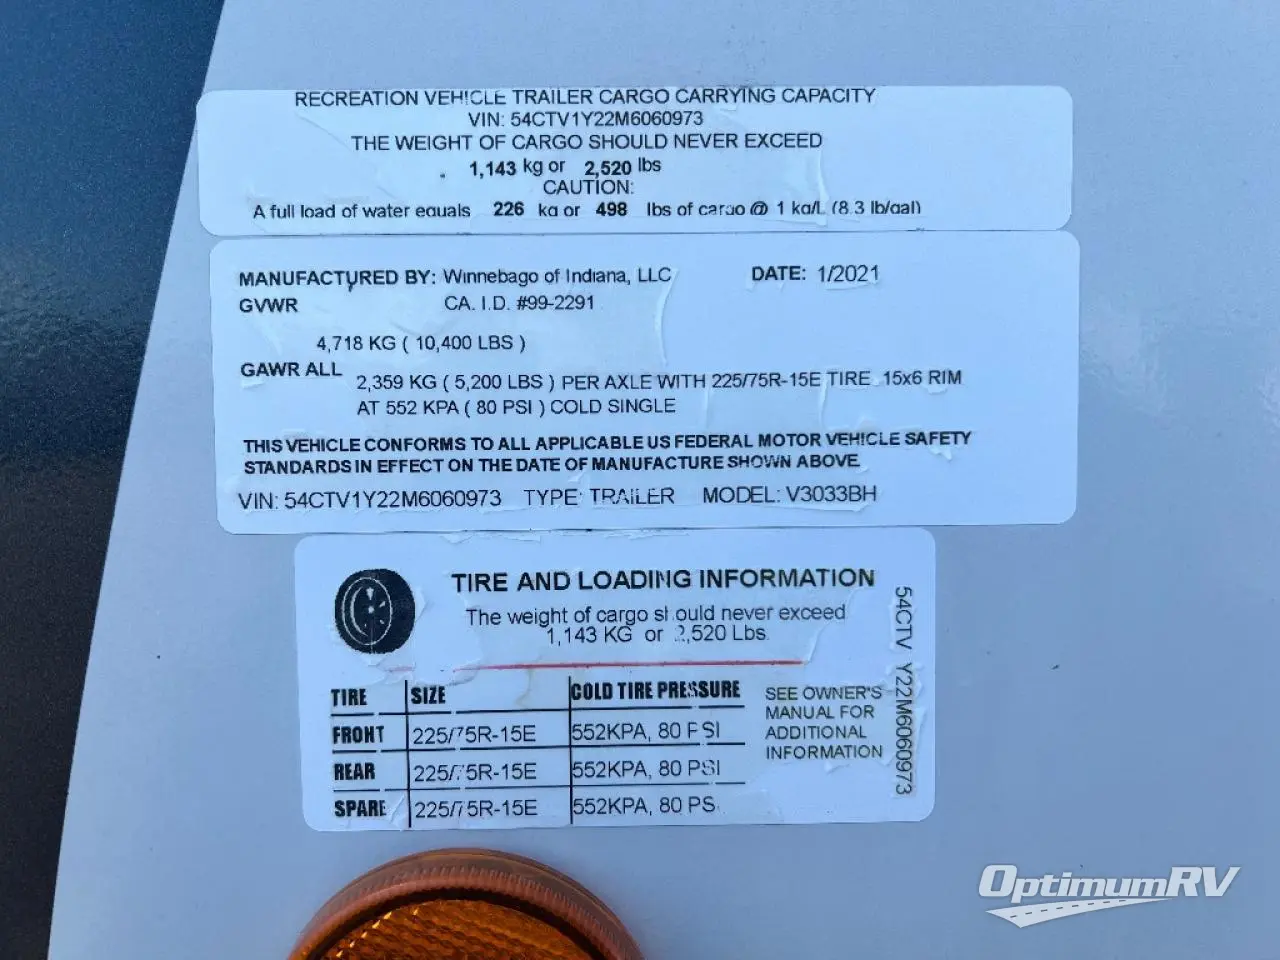 RECREATION VEHICLE TRAILER CARGO CARRYING CAPACITY
VIN: 54CTV1Y22M6060973
THE WEIGHT OF CARGO SHOULD NEVER EXCEED
1,143 kg or 2,520 lbs
CAUTION:
A full load of water equals 226 kg or 498 lbs of cargo @ 1 kg/L (8.3 lb/gal)
MANUFACTURED BY: Winnebago of Indiana, LLC DATE: 1/2021
GVWR CA. I.D. #99-2291
4,718 KG ( 10,400 LBS )
GAWR ALL
2,359 KG ( 5,200 LBS ) PER AXLE WITH 225/75R-15E TIRE 15x6 RIM
AT 552 KPA ( 80 PSI ) COLD SINGLE
THIS VEHICLE CONFORMS TO ALL APPLICABLE US FEDERAL MOTOR VEHICLE SAFETY
STANDARDS IN EFFECT ON THE DATE OF MANUFACTURE SHOWN ABOVE.
VIN: 54CTV1Y22M6060973 TYPE: TRAILER MODEL: V3033BH
TIRE AND LOADING INFORMATION
The weight of cargo should never exceed
1,143 KG or 2,520 Lbs.
TIRE SIZE COLD TIRE PRESSURE
FRONT 225/75R-15E 552KPA, 80 PSI
REAR 225/75R-15E 552KPA, 80 PSI
SPARE 225/75R-15E 552KPA, 80 PS
SEE OWNER'S
MANUAL FOR
ADDITIONAL
INFORMATION
54CTV Y22M6060973
OptimumRV